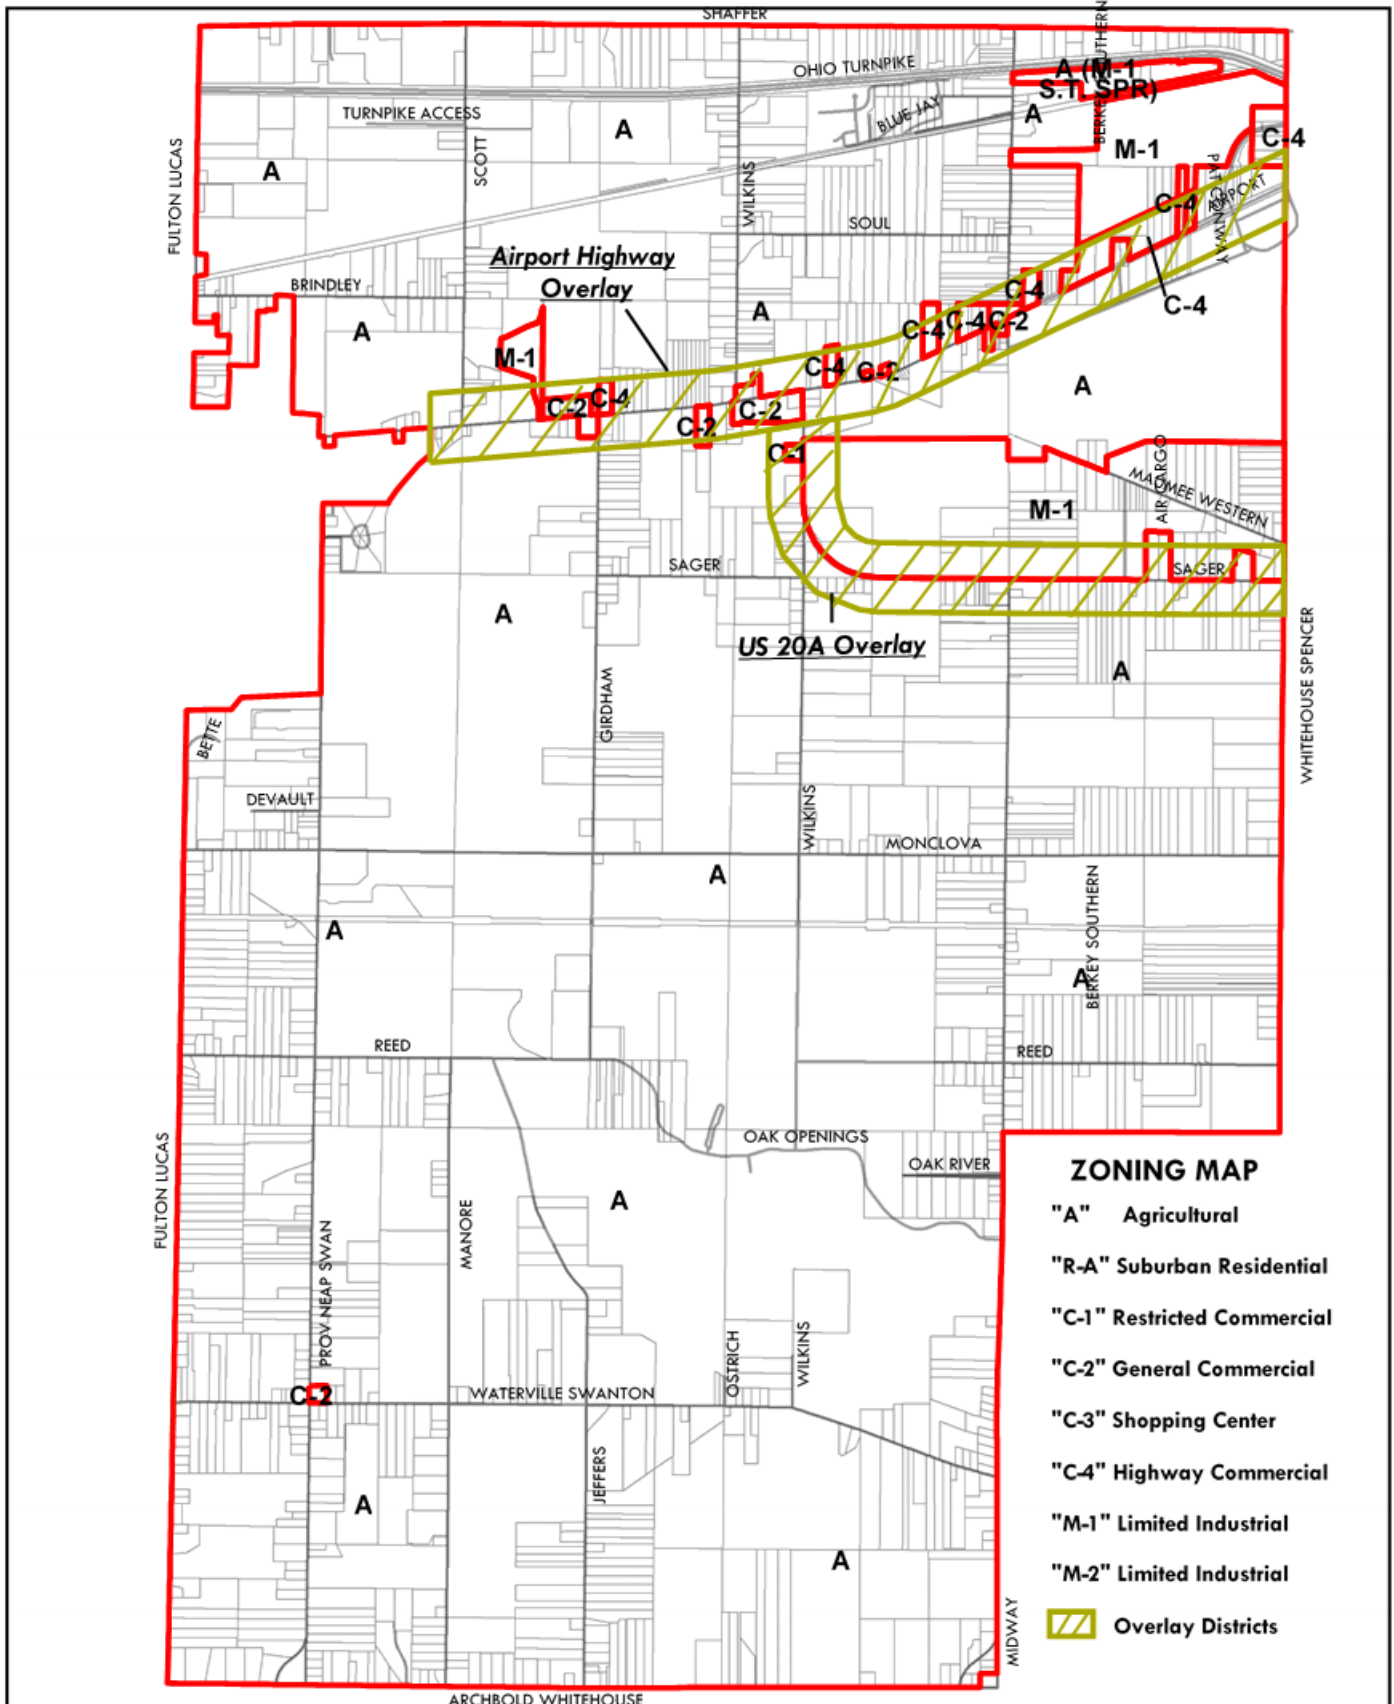 SHAFFER
BERKEY SOUTHERN
OHIO TURNPIKE
A (M-1
S.T. SPR)
TURNPIKE ACCESS
BLUE JAY
A
A
A
M-1
C-4
FULTON LUCAS
SCOTT
WILKINS
PAT CONNWAY
AIRPORT
C-4
SOUL
Airport Highway
Overlay
BRINDLEY
C-4
C-4
A
A
C-4
C-4
C-2
M-1
C-4
C-2
A
C-2
C-4
C-2
C-2
C-1
AIR CARGO
MAUMEE WESTERN
M-1
SAGER
SAGER
A
US 20A Overlay
A
WHITEHOUSE SPENCER
GIRDHAM
BETTE
DEVAULT
WILKINS
MONCLOVA
A
A
BERKEY SOUTHERN
A
REED
REED
OAK OPENINGS
OAK RIVER
FULTON LUCAS
PROV-NEAP SWAN
MANORE
A
OSTRICH
WILKINS
C-2
WATERVILLE SWANTON
JEFFERS
A
A
MIDWAY
ARCHBOLD WHITEHOUSE
ZONING MAP
"A" Agricultural
"R-A" Suburban Residential
"C-1" Restricted Commercial
"C-2" General Commercial
"C-3" Shopping Center
"C-4" Highway Commercial
"M-1" Limited Industrial
"M-2" Limited Industrial
Overlay Districts